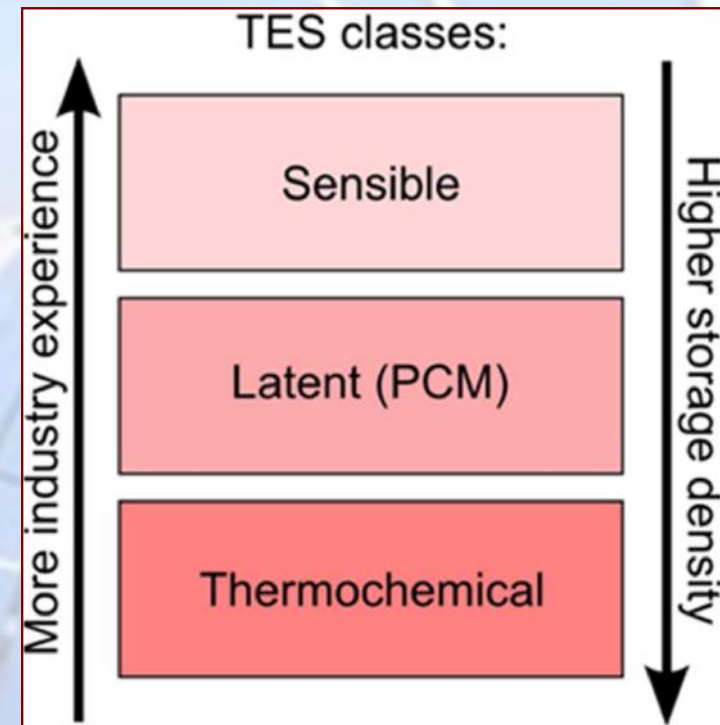 TES classes:
More industry experience
Sensible
Latent (PCM)
Thermochemical
Higher storage density